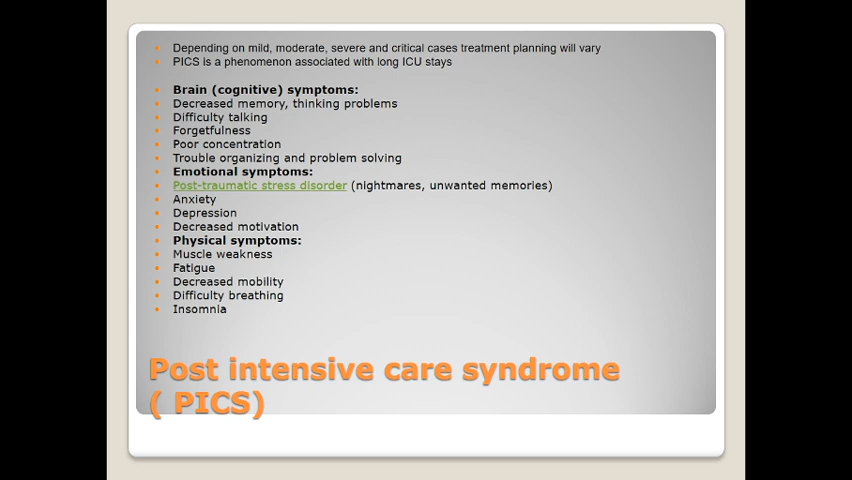 Depending on mild, moderate, severe and critical cases treatment planning will vary
PICS is a phenomenon associated with long ICU stays
Brain (cognitive) symptoms:
Decreased memory, thinking problems
Difficulty talking
Forgetfulness
Poor concentration
Trouble organizing and problem solving
Emotional symptoms:
Post-traumatic stress disorder (nightmares, unwanted memories)
Anxiety
Depression
Decreased motivation
Physical symptoms:
Muscle weakness
Fatigue
Decreased mobility
Difficulty breathing
Insomnia
Post intensive care syndrome
( PICS)